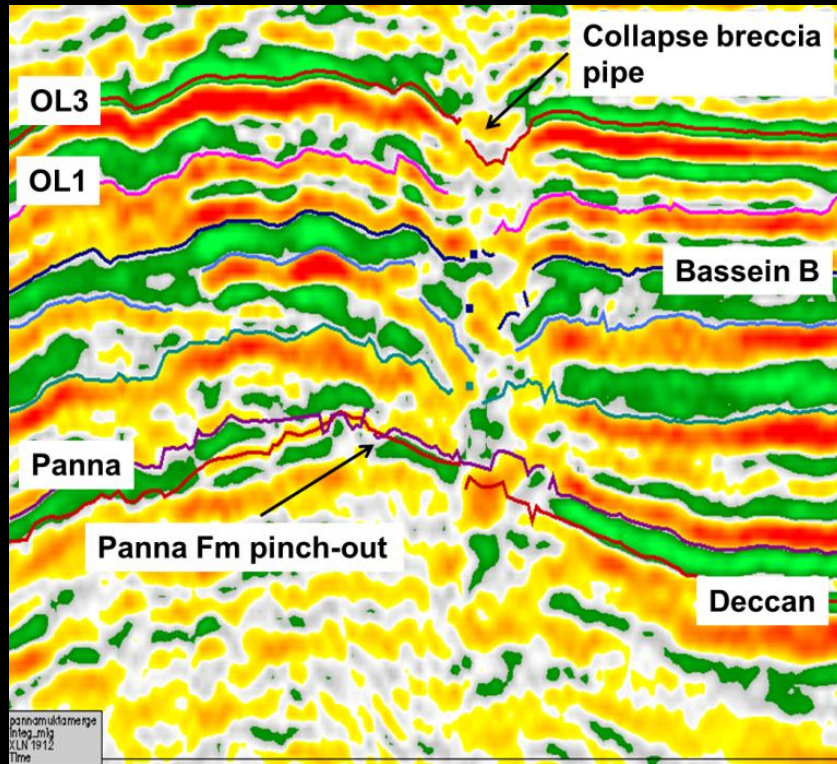 Collapse breccia
pipe
OL3
OL1
Bassein B
Panna
Panna Fm pinch-out
Deccan
pannamuktamerge
integ_mig
XLN 1912
Time